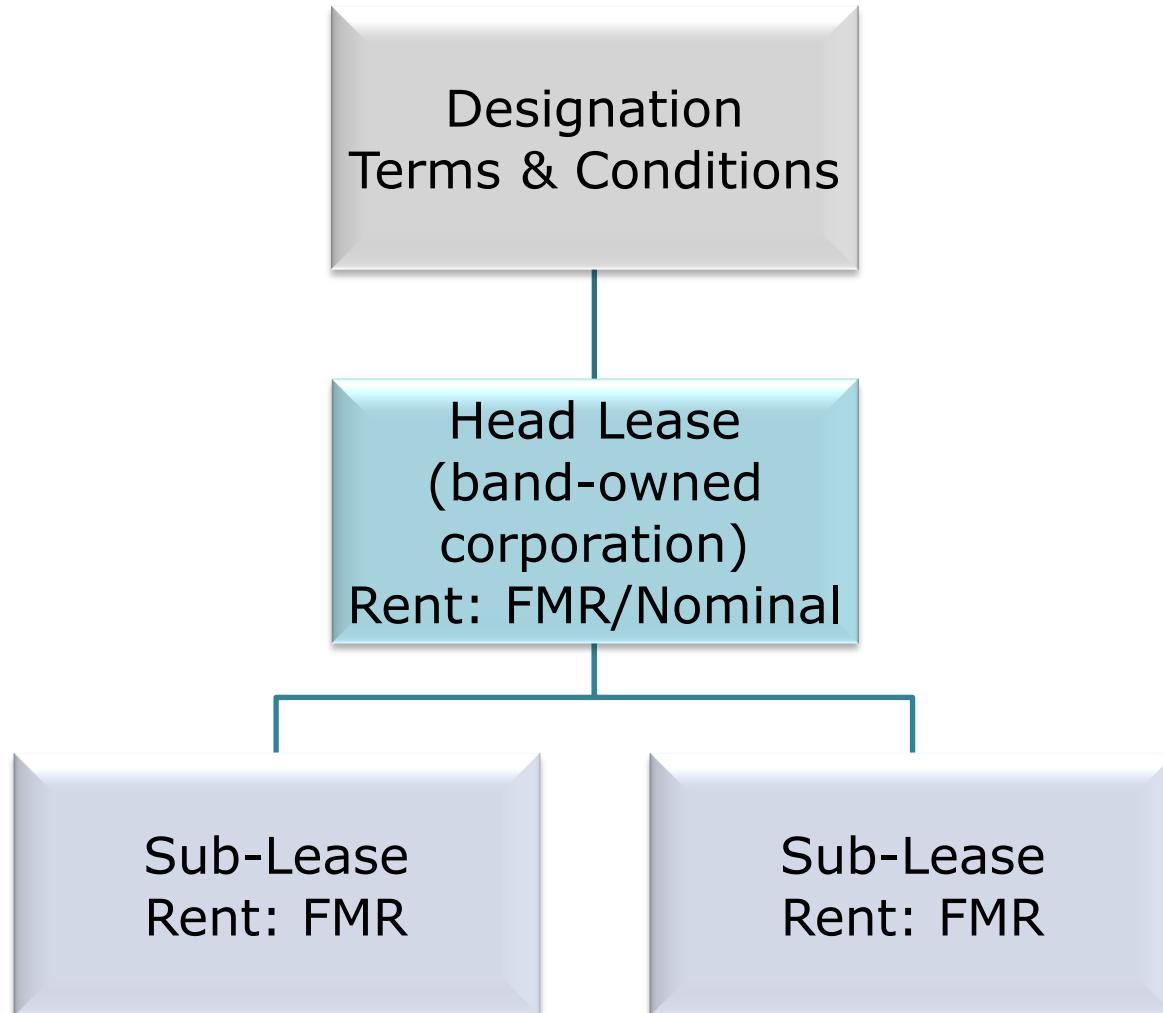 Designation
Terms & Conditions
Head Lease
(band-owned
corporation)
Rent: FMR/Nominal
Sub-Lease
Rent: FMR
Sub-Lease
Rent: FMR